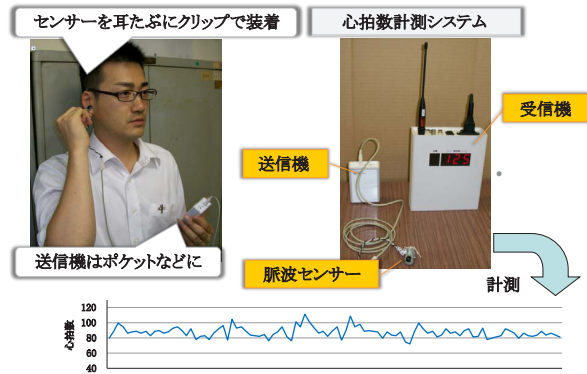 センサーを耳たぶにクリップで装着
心拍数計測システム
受信機
送信機
125
送信機はポケットなどに
脈波センサー
計測
心拍数
120
100
80
60
40